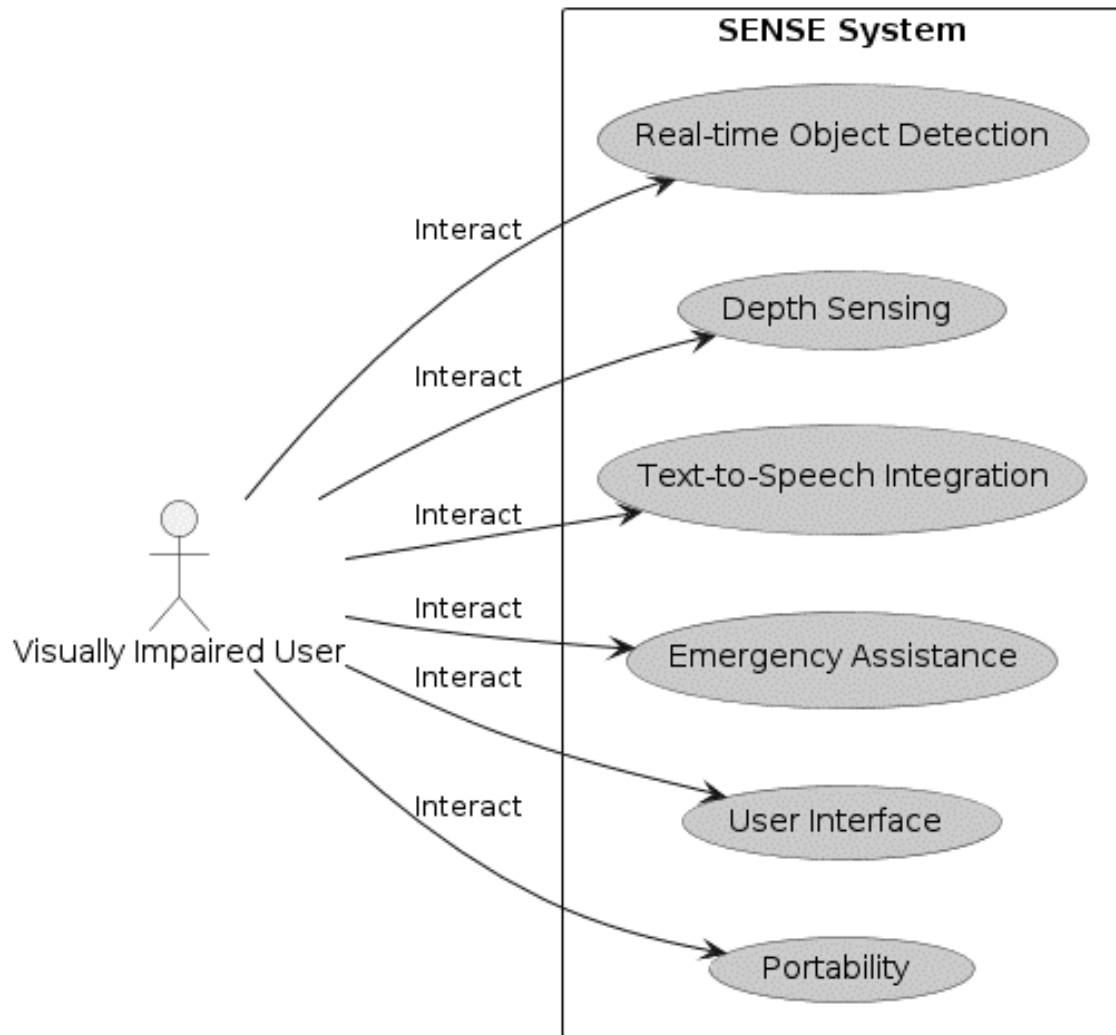 SENSE System
Real-time Object Detection
Interact
Depth Sensing
Interact
Text-to-Speech Integration
Interact
Interact
Visually Impaired User
Emergency Assistance
Interact
User Interface
Interact
Portability